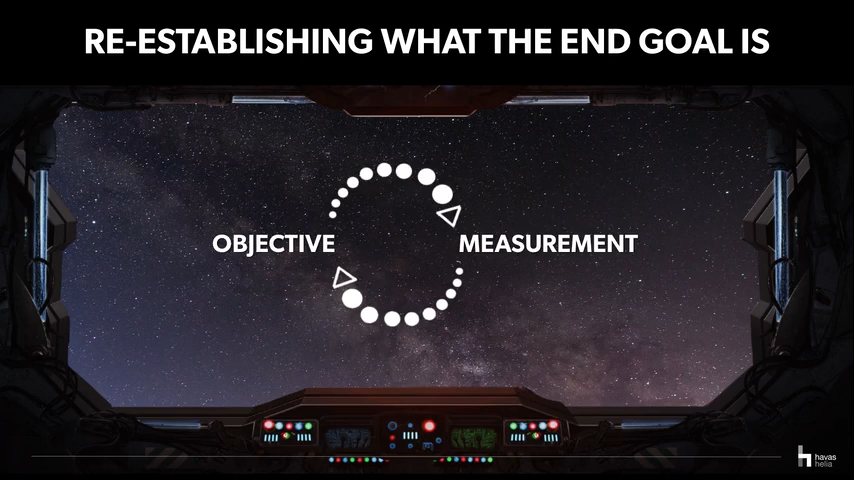 RE-ESTABLISHING WHAT THE END GOAL IS
OBJECTIVE
MEASUREMENT
havas
helia